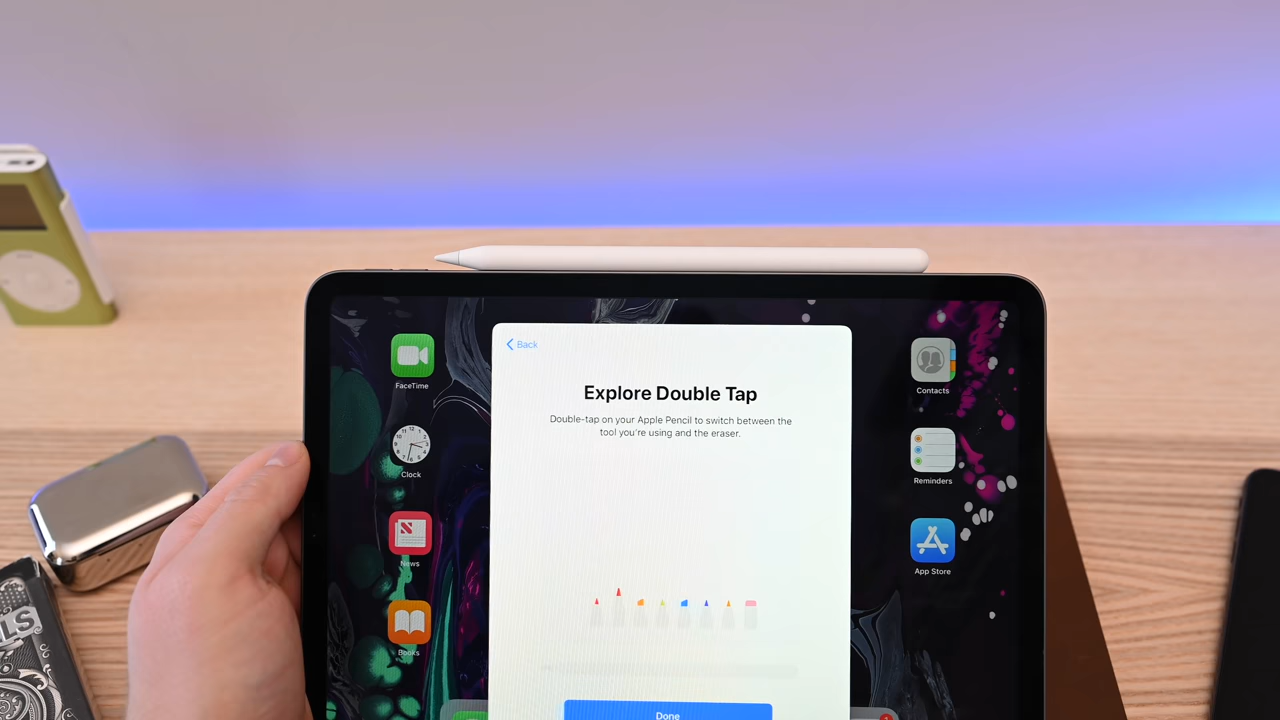 Back
Explore Double Tap
Double-tap on your Apple Pencil to switch between the
tool you're using and the eraser.
Done
FaceTime
Clock
News
Books
Contacts
Reminders
App Store